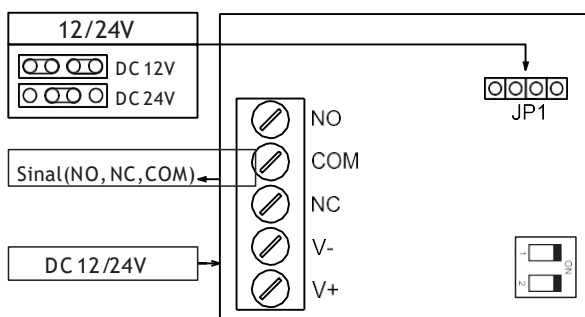 12/24V
DC 12V
DC 24V
JP1
NO
COM
Sinal(NO, NC,COM)
NC
V-
DC 12/24V
V+
1
2
ON